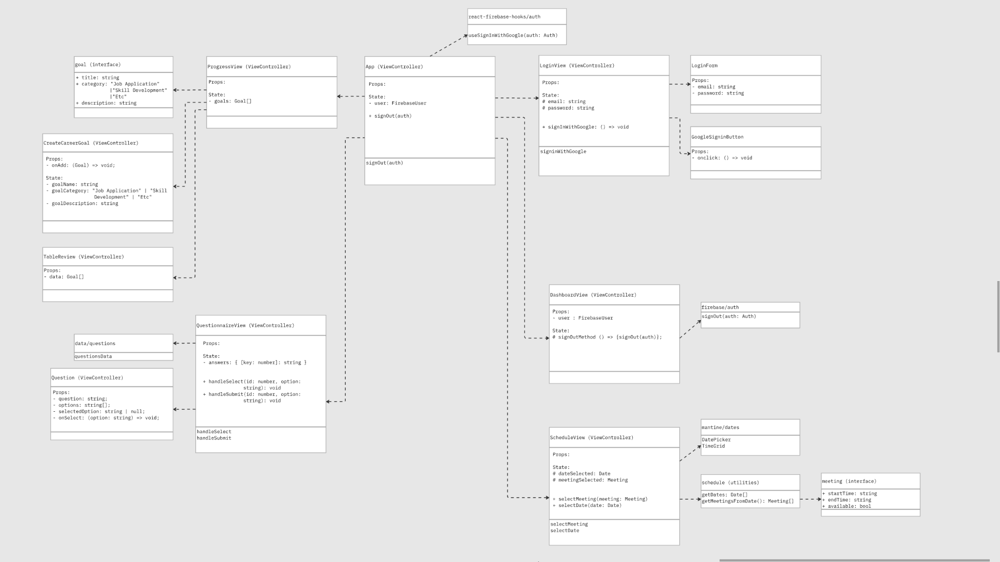 react-firebase-hooks/auth
useSignInWithGoogle(auth: Auth)
goal (interface)
+ title: string
+ category: "Job Application"
|"Skill Development"
|"Etc"
+ description: string
ProgressView (ViewController)
Props:
State:
- goals: Goal[]
App (ViewController)
Props:
State:
- user: FirebaseUser
+ signOut(auth)
signOut(auth)
LoginView (ViewController)
Props:
State:
# email: string
# password: string
+ signInWithGoogle: () => void
signinWithGoogle
LoginForm
Props:
- email: string
- password: string
GoogleSigninButton
Props:
- onclick: () => void
CreateCareerGoal (ViewController)
Props:
- onAdd: (Goal) => void;
State:
- goalName: string
- goalCategory: "Job Application" | "Skill
Development" | "Etc"
- goalDescription: string
TableReview (ViewController)
Props:
- data: Goal[]
QuestionnaireView (ViewController)
Props:
State:
- answers: { [key: number]: string }
+ handleSelect(id: number, option:
string): void
+ handleSubmit(id: number, option:
string): void
handleSelect
handleSubmit
data/questions
questionsData
Question (ViewController)
Props:
- question: string;
- options: string[];
- selectedOption: string | null;
- onSelect: (option: string) => void;
DashboardView (ViewController)
Props:
- user : FirebaseUser
State:
# signOutMethod () => {signOut(auth)};
firebase/auth
signOut(auth: Auth)
ScheduleView (ViewController)
Props:
State:
# dateSelected: Date
# meetingSelected: Meeting
+ selectMeeting(meeting: Meeting)
+ selectDate(date: Date)
selectMeeting
selectDate
mantine/dates
DatePicker
TimeGrid
schedule (utilities)
getDates: Date[]
getMeetingsFromDate(): Meeting[]
meeting (interface)
+ startTime: string
+ endTime: string
+ available: bool